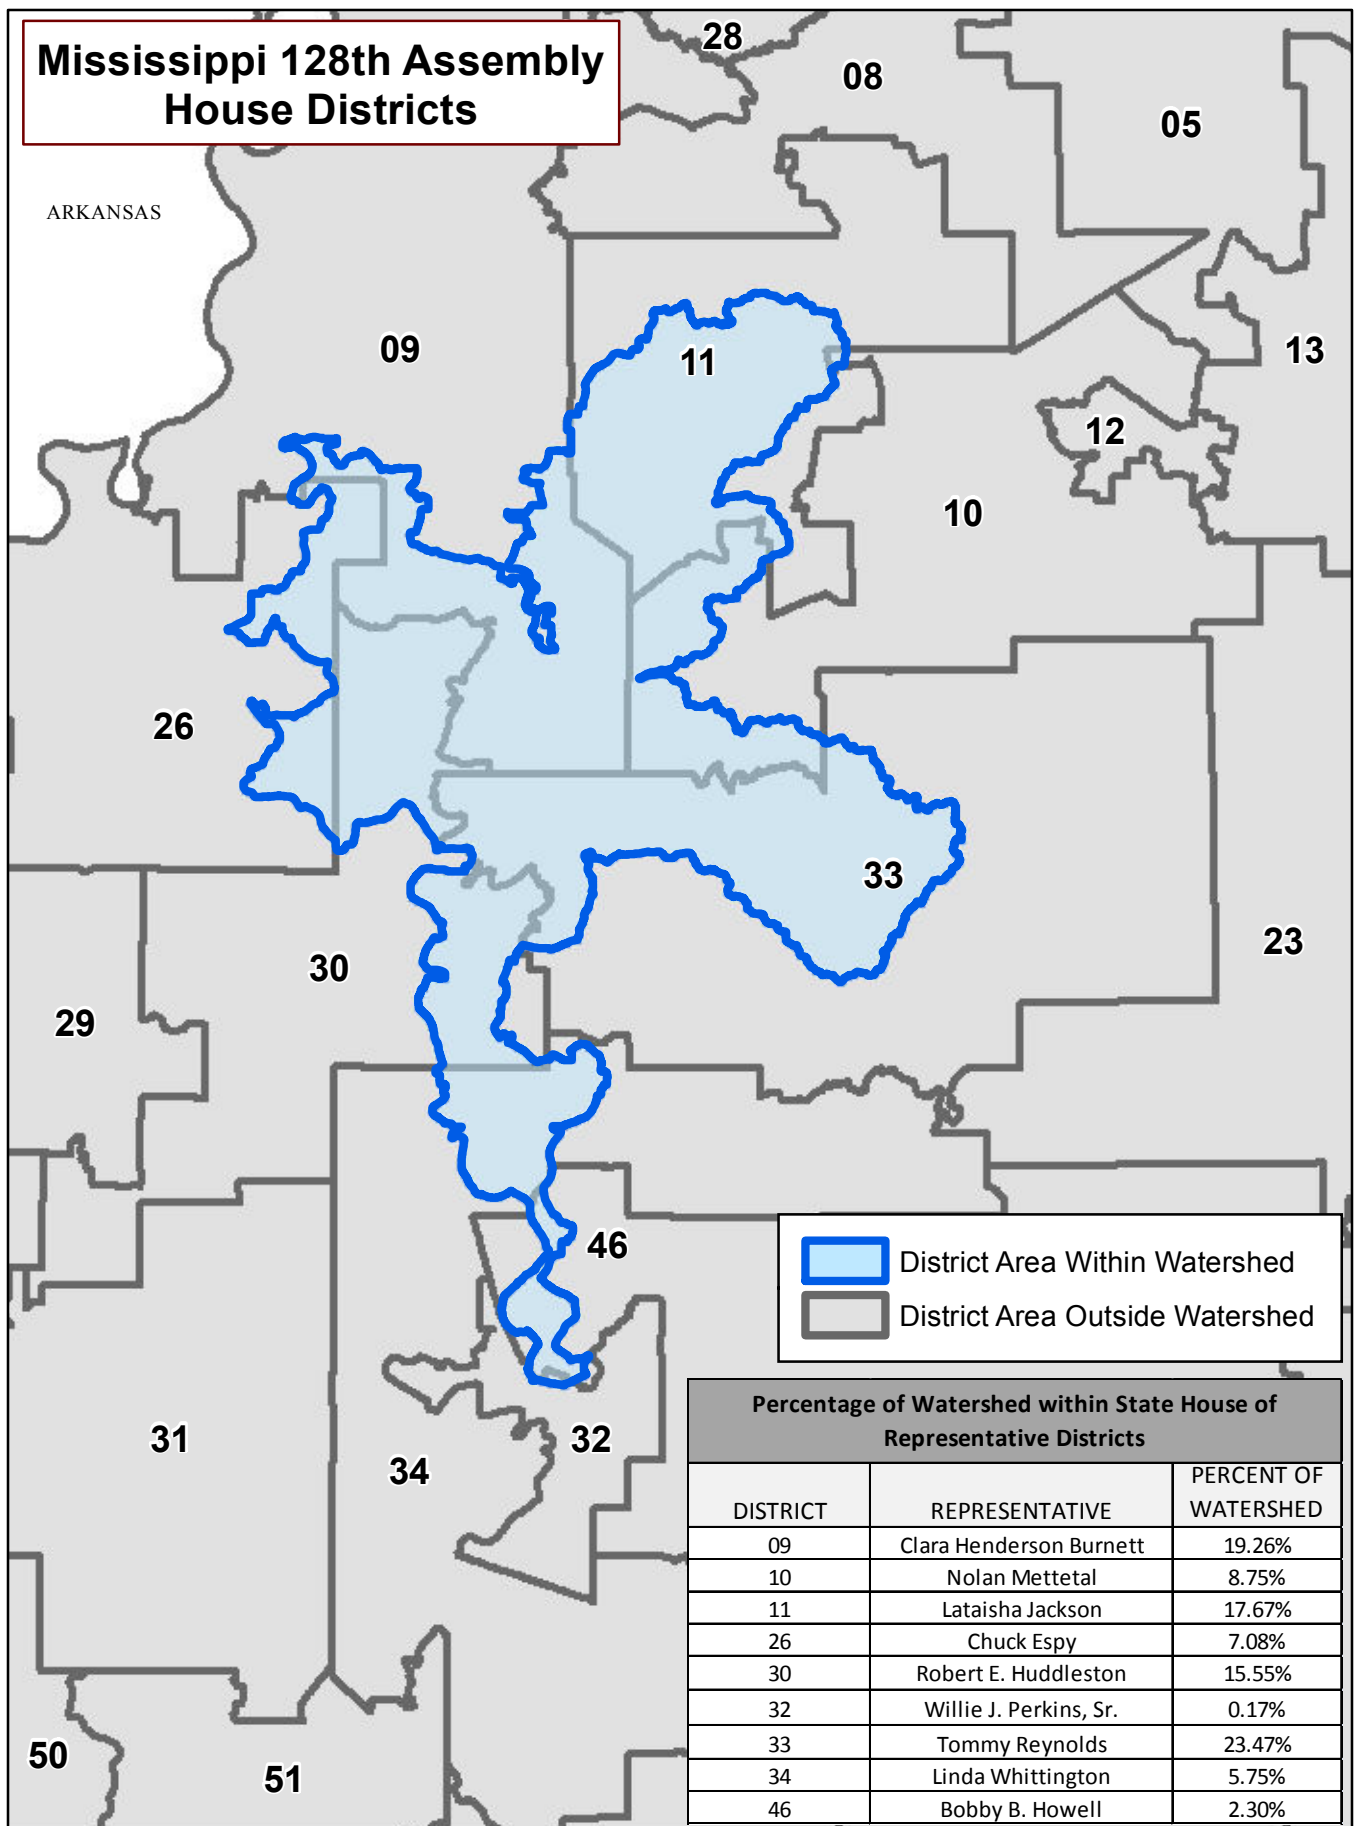 Mississippi 128th Assembly
House Districts
28
08
05
ARKANSAS
09
11
13
12
10
26
33
23
30
29
46
District Area Within Watershed
District Area Outside Watershed
31
34
32
50
51
Percentage of Watershed within State House of
Representative Districts
DISTRICT REPRESENTATIVE PERCENT OF WATERSHED
09 Clara Henderson Burnett 19.26%
10 Nolan Mettetal 8.75%
11 Lataisha Jackson 17.67%
26 Chuck Espy 7.08%
30 Robert E. Huddleston 15.55%
32 Willie J. Perkins, Sr. 0.17%
33 Tommy Reynolds 23.47%
34 Linda Whittington 5.75%
46 Bobby B. Howell 2.30%